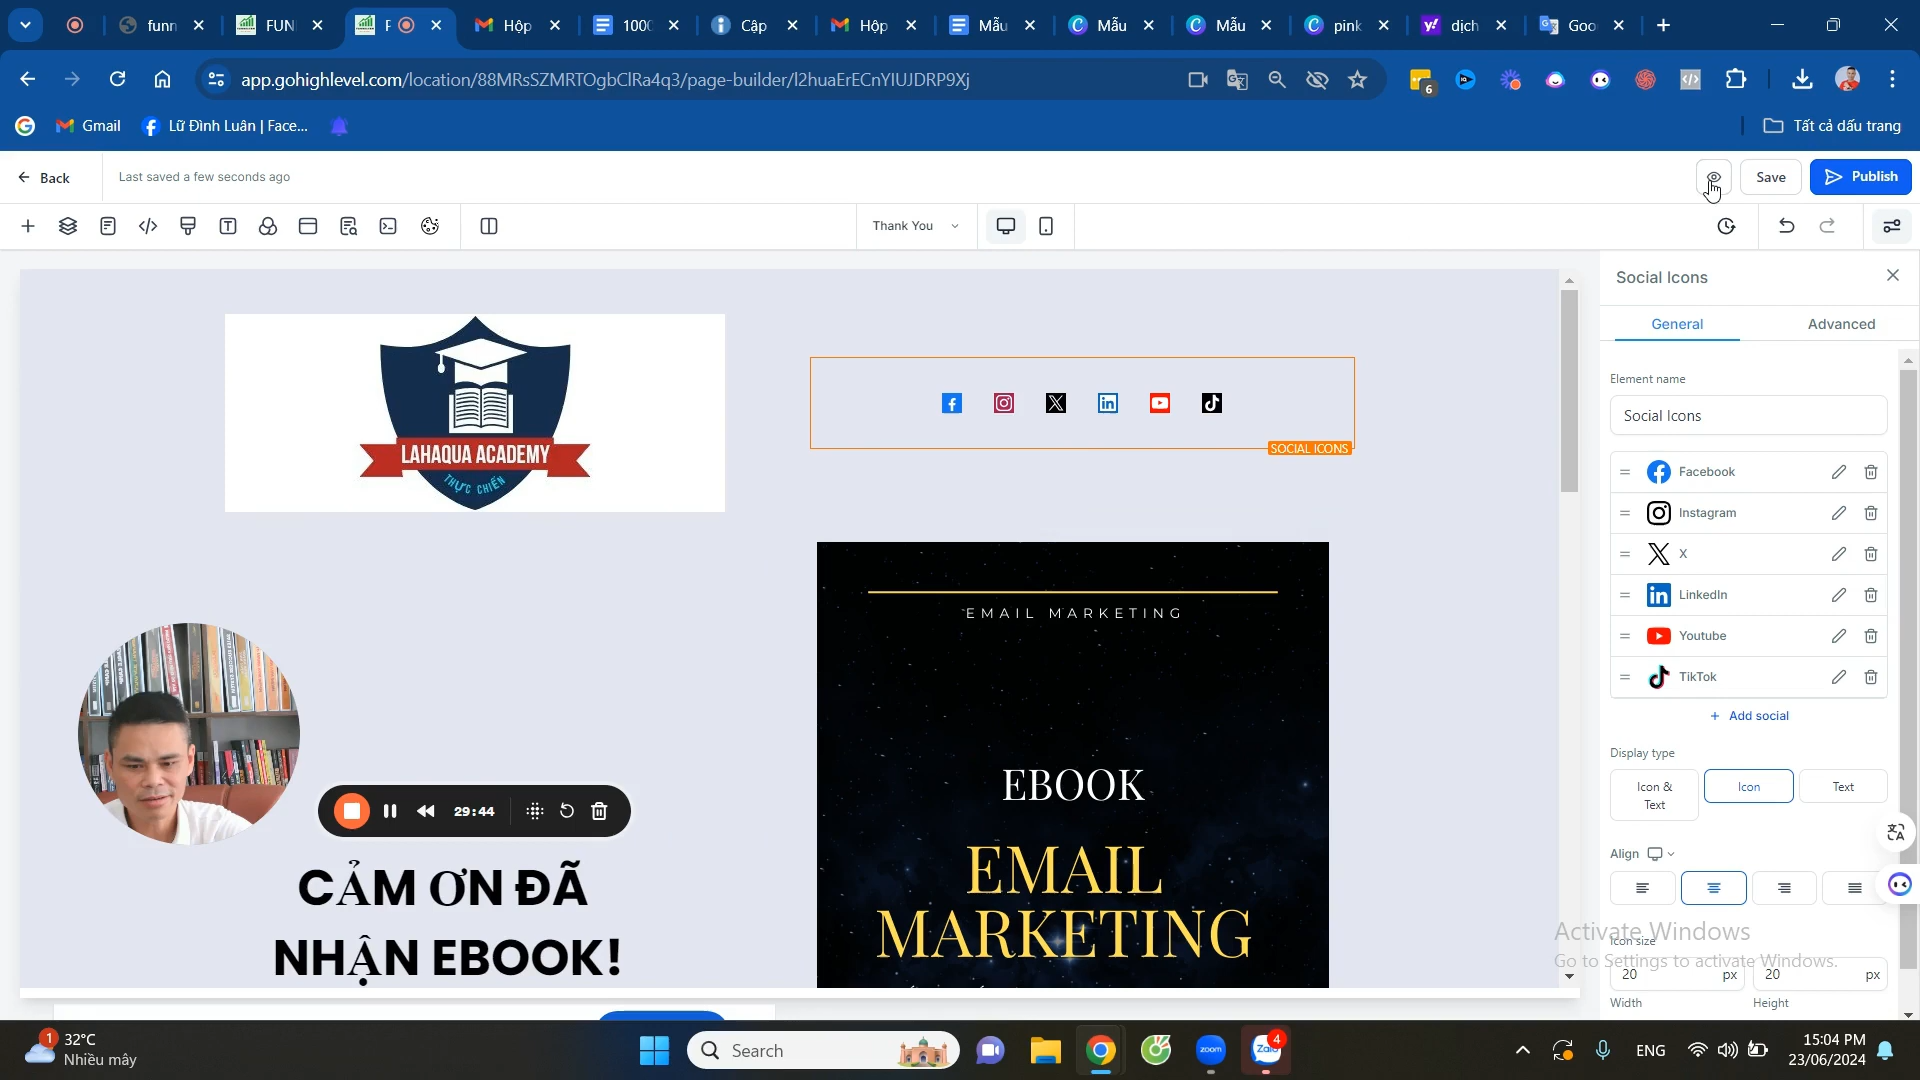 funn
FUN
F
Hộp
100
Cập
Hộp
Mẫu
Mẫu
Mẫu
pink
dịch
Goo
app.gohighlevel.com/location/88MRsSZMRTOgbClRa4q3/page-builder/l2huaErECnYIUJDRP9Xj
6
Gmail
Lữ Đình Luân | Face...
Tất cả dấu trang
Back
Last saved a few seconds ago
Save
Publish
Thank You
Social Icons
General
Advanced
Element name
Social Icons
Facebook
Instagram
X
LinkedIn
Youtube
TikTok
+ Add social
Display type
Icon & Text
Icon
Text
Align
Icon size
20 px
20 px
Width
Height
LAHAQUA ACADEMY
THỰC CHIẾN
SOCIAL ICONS
EMAIL MARKETING
EBOOK
EMAIL
MARKETING
29:44
CẢM ƠN ĐÃ
NHẬN EBOOK!
Activate Windows
Go to Settings to activate Windows.
1
32°C
Nhiều mây
Search
zoom
Zalo
4
ENG
15:04 PM
23/06/2024